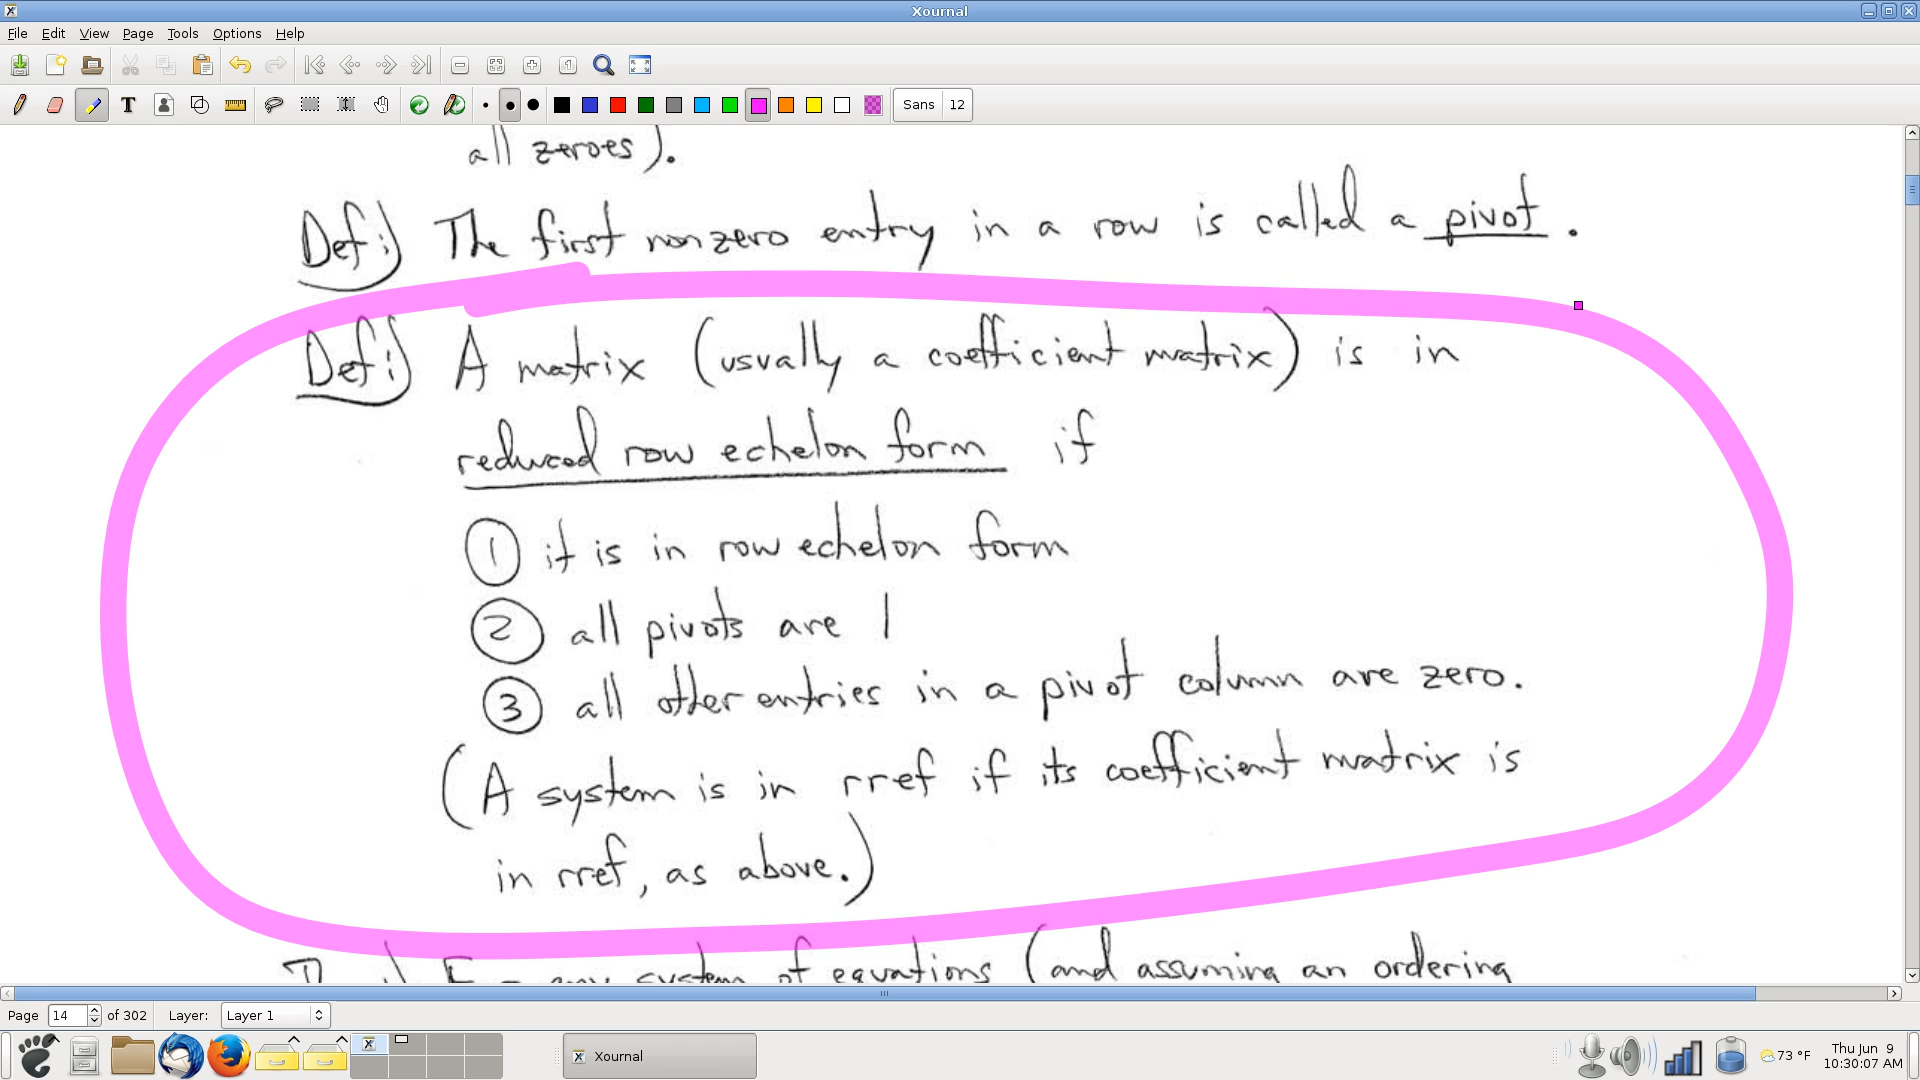 Xournal
File Edit View Page Tools Options Help
Sans 12
all zeroes).
Def:) The first nonzero entry in a row is called a pivot.
Def:) A matrix (usually a coefficient matrix) is in
reduced row echelon form if
① it is in row echelon form
② all pivots are 1
③ all other entries in a pivot column are zero.
(A system is in rref if its coefficient matrix is
in rref, as above.)
any system of equations (and assuming an ordering
Page 14 of 302 Layer: Layer 1
Xournal
73 °F
Thu Jun 9
10:30:07 AM